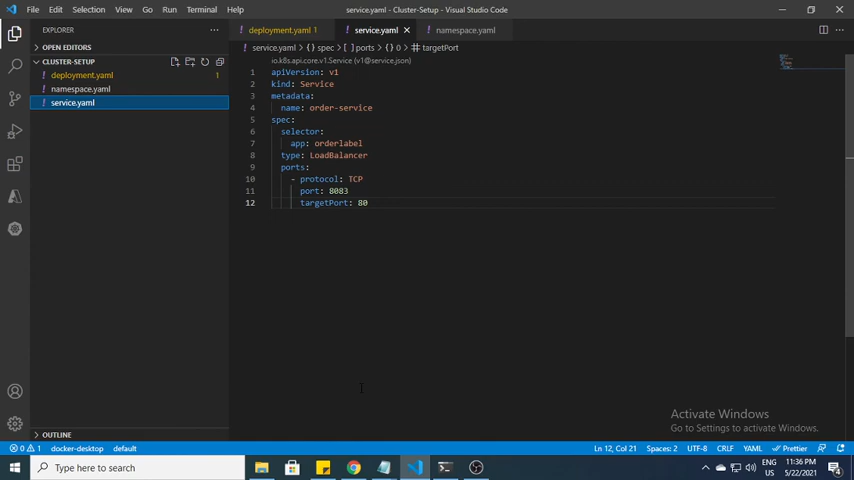 File Edit Selection View Go Run Terminal Help
service.yaml - Cluster-Setup - Visual Studio Code
EXPLORER
deployment.yaml 1
service.yaml
namespace.yaml
OPEN EDITORS
service.yaml > {} spec > [ ] ports > {} 0 > targetPort
CLUSTER-SETUP
io.k8s.api.core.v1.Service (v1@service.json)
deployment.yaml 1
namespace.yaml
service.yaml
1 apiVersion: v1
2 kind: Service
3 metadata:
4 name: order-service
5 spec:
6 selector:
7 app: orderlabel
8 type: LoadBalancer
9 ports:
10 - protocol: TCP
11 port: 8083
12 targetPort: 80
Activate Windows
Go to Settings to activate Windows.
OUTLINE
0 1 docker-desktop default
Ln 12, Col 21 Spaces: 2 UTF-8 CRLF YAML Prettier
Type here to search
ENG
US
11:36 PM
5/22/2021
4